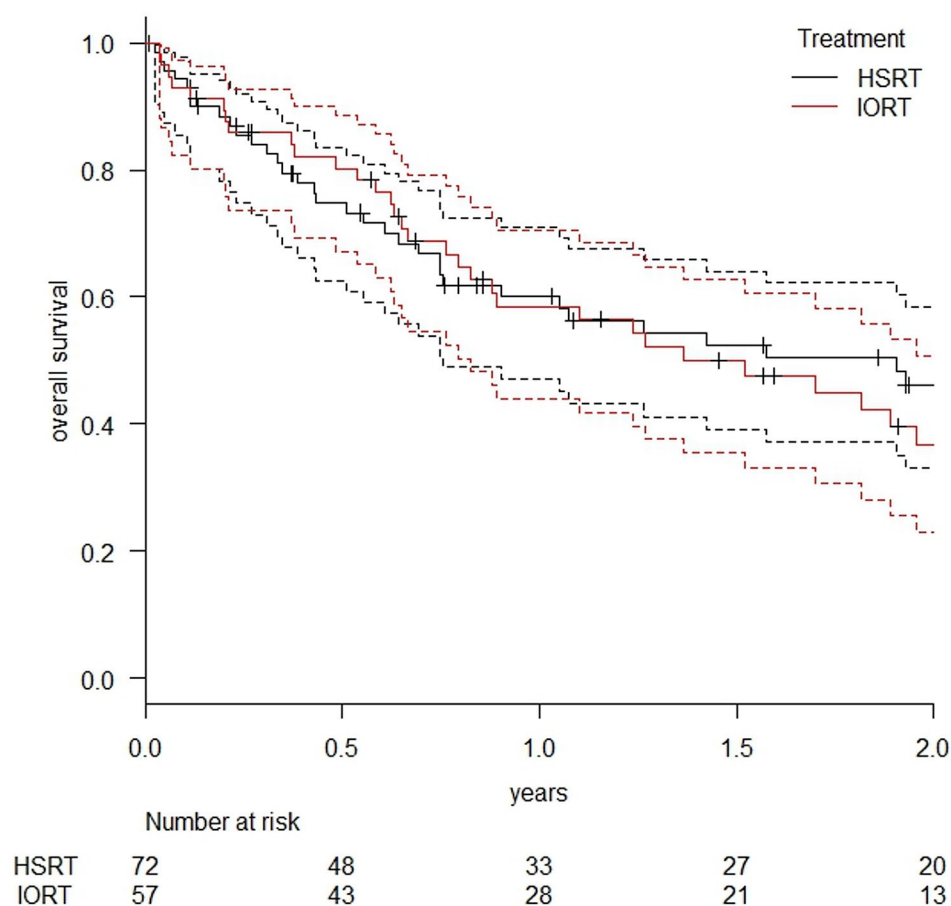 Treatment
HSRT
IORT
1.0
0.8
0.6
0.4
0.2
0.0
overall survival
0.0 0.5 1.0 1.5 2.0
years
Number at risk
HSRT 72 48 33 27 20
IORT 57 43 28 21 13